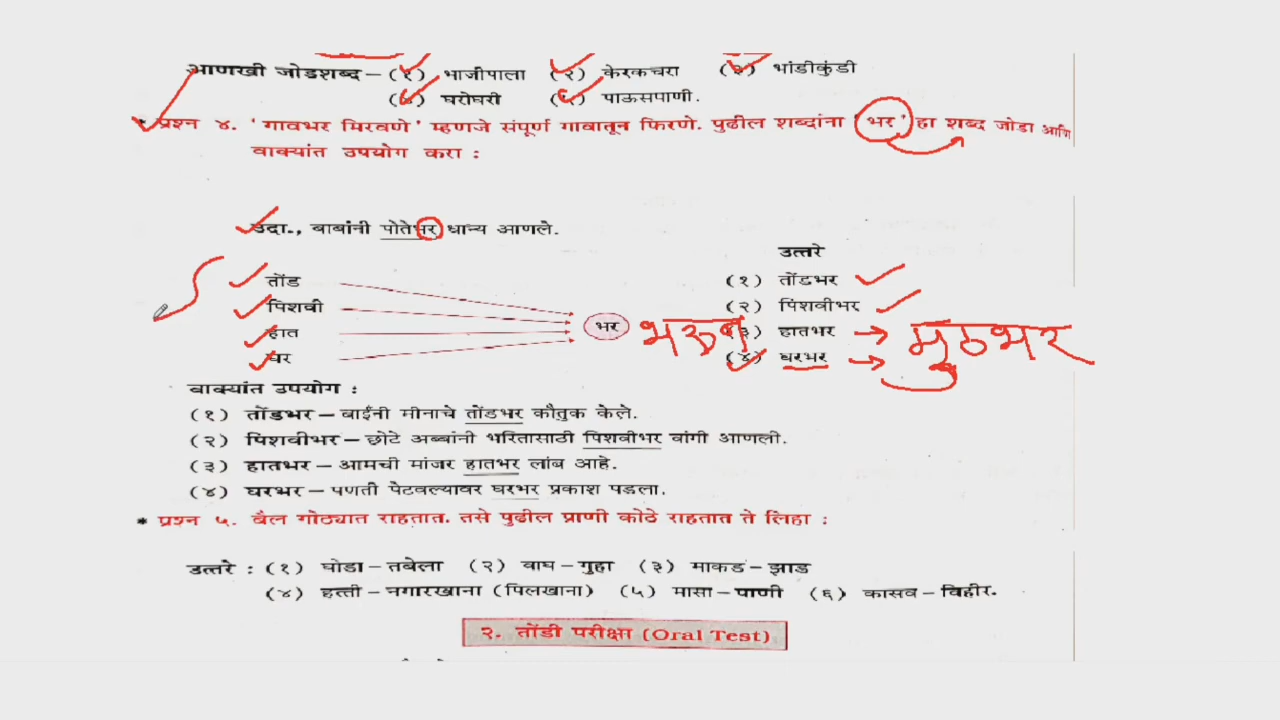 आणखी जोडशब्द – (१) भाजीपाला (२) केरकचरा (३) भांडीकुंडी
(४) घरोघरी (५) पाऊसपाणी.
* प्रश्न ४. 'गावभर मिरवणे' म्हणजे संपूर्ण गावातून फिरणे. पुढील शब्दांना 'भर' हा शब्द जोडा आणि
वाक्यांत उपयोग करा :
उदा., बाबांनी पोतेभर धान्य आणले.
उत्तरे
तोंड (१) तोंडभर
पिशवी (२) पिशवीभर
भर
हात (३) हातभर
मूठभर
घर (४) घरभर
वाक्यांत उपयोग :
(१) तोंडभर – बाईंनी मीनाचे तोंडभर कौतुक केले.
(२) पिशवीभर – छोटे अब्बांनी भरितासाठी पिशवीभर वांगी आणली.
(३) हातभर – आमची मांजर हातभर लांब आहे.
(४) घरभर – पणती पेटवल्यावर घरभर प्रकाश पडला.
* प्रश्न ५. बैल गोठ्यात राहतात. तसे पुढील प्राणी कोठे राहतात ते लिहा :
उत्तरे : (१) घोडा – तबेला (२) वाघ – गुहा (३) माकड – झाड
(४) हत्ती – नगारखाना (पिलखाना) (५) मासा – पाणी (६) कासव – विहीर.
२. तोंडी परीक्षा (Oral Test)